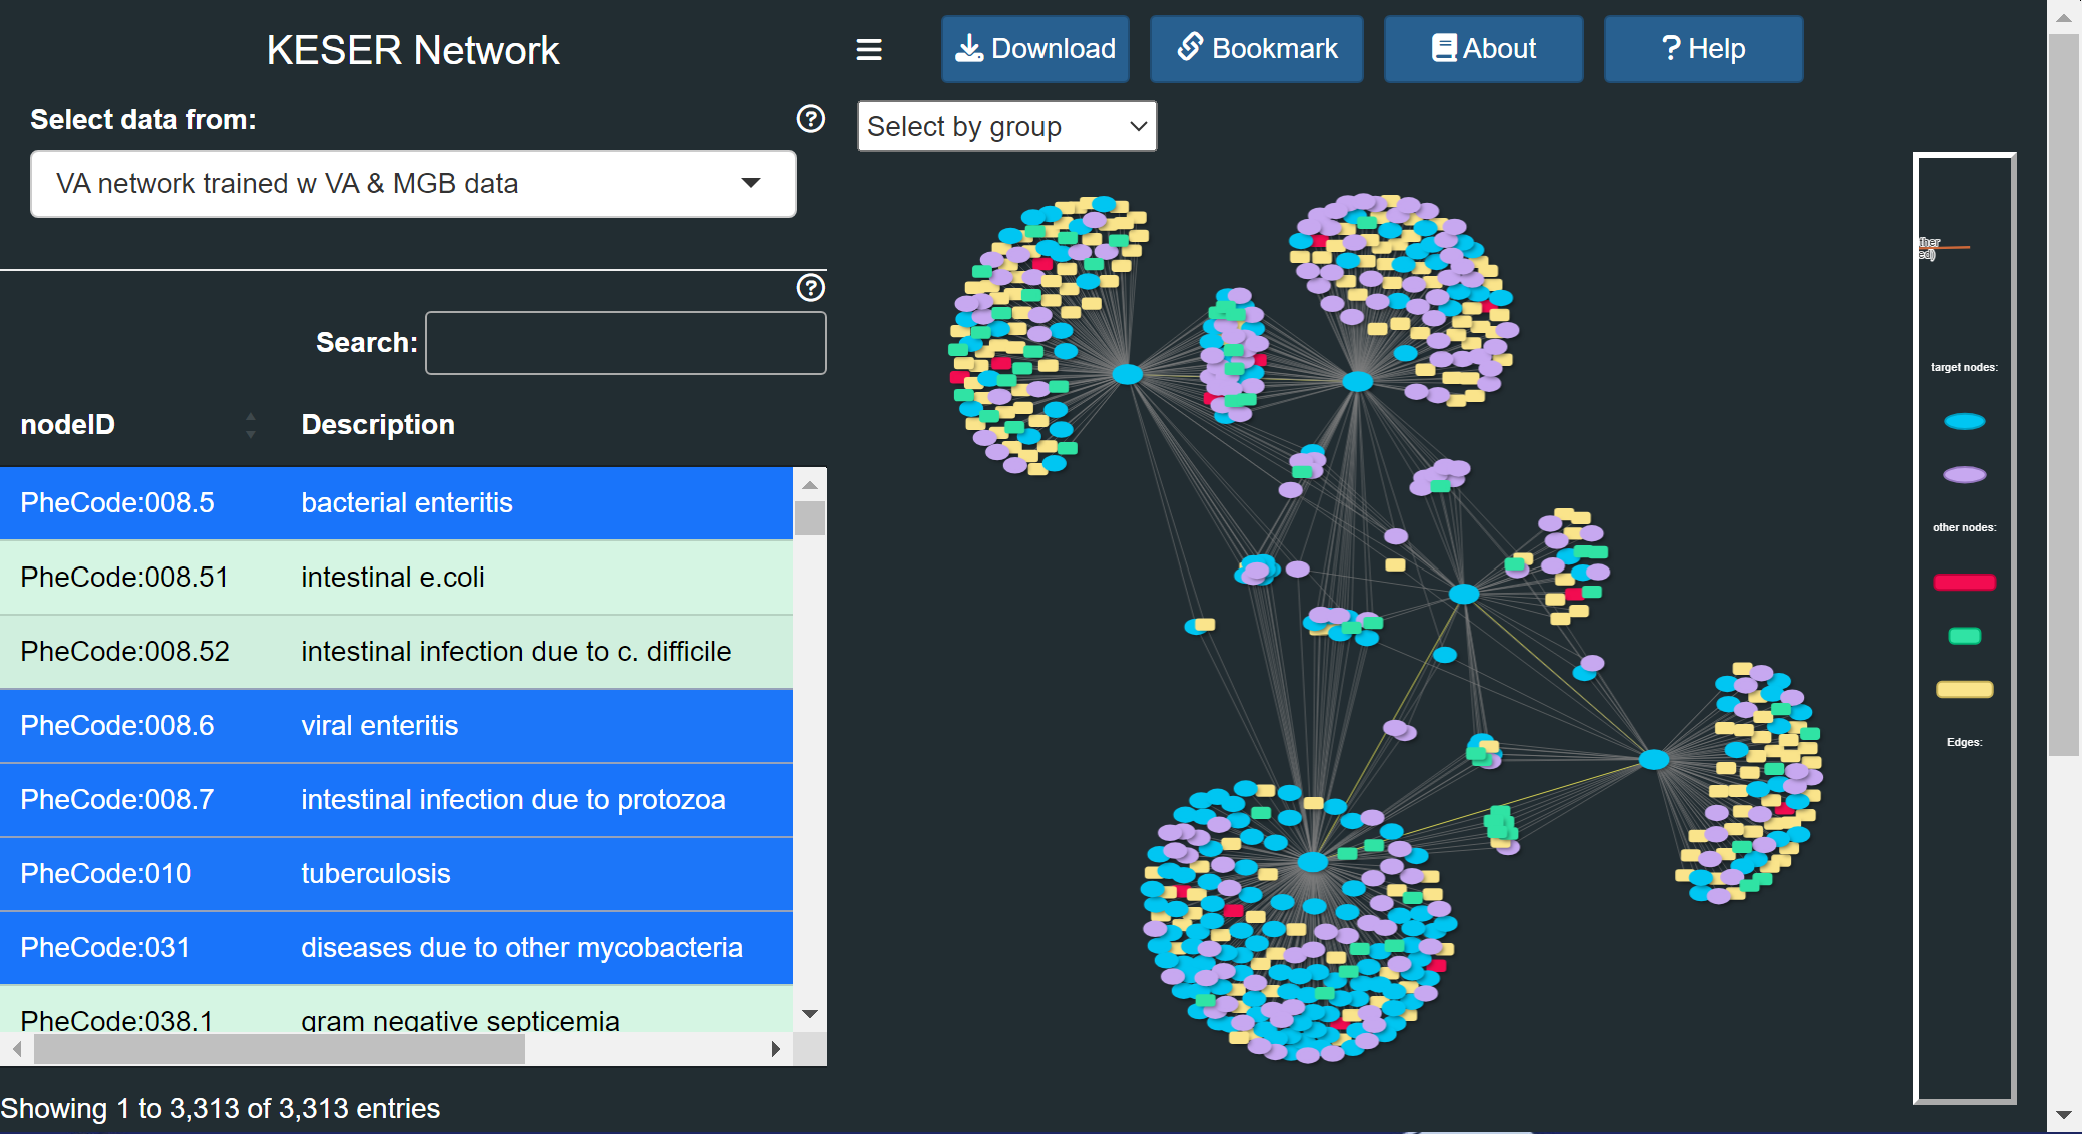 KESER Network
Download
Bookmark
About
? Help
Select data from:
VA network trained w VA & MGB data
Select by group
Search:
nodeID Description
PheCode:008.5 bacterial enteritis
PheCode:008.51 intestinal e.coli
PheCode:008.52 intestinal infection due to c. difficile
PheCode:008.6 viral enteritis
PheCode:008.7 intestinal infection due to protozoa
PheCode:010 tuberculosis
PheCode:031 diseases due to other mycobacteria
PheCode:038.1 gram negative septicemia
Showing 1 to 3,313 of 3,313 entries
target nodes:
other nodes:
Edges: